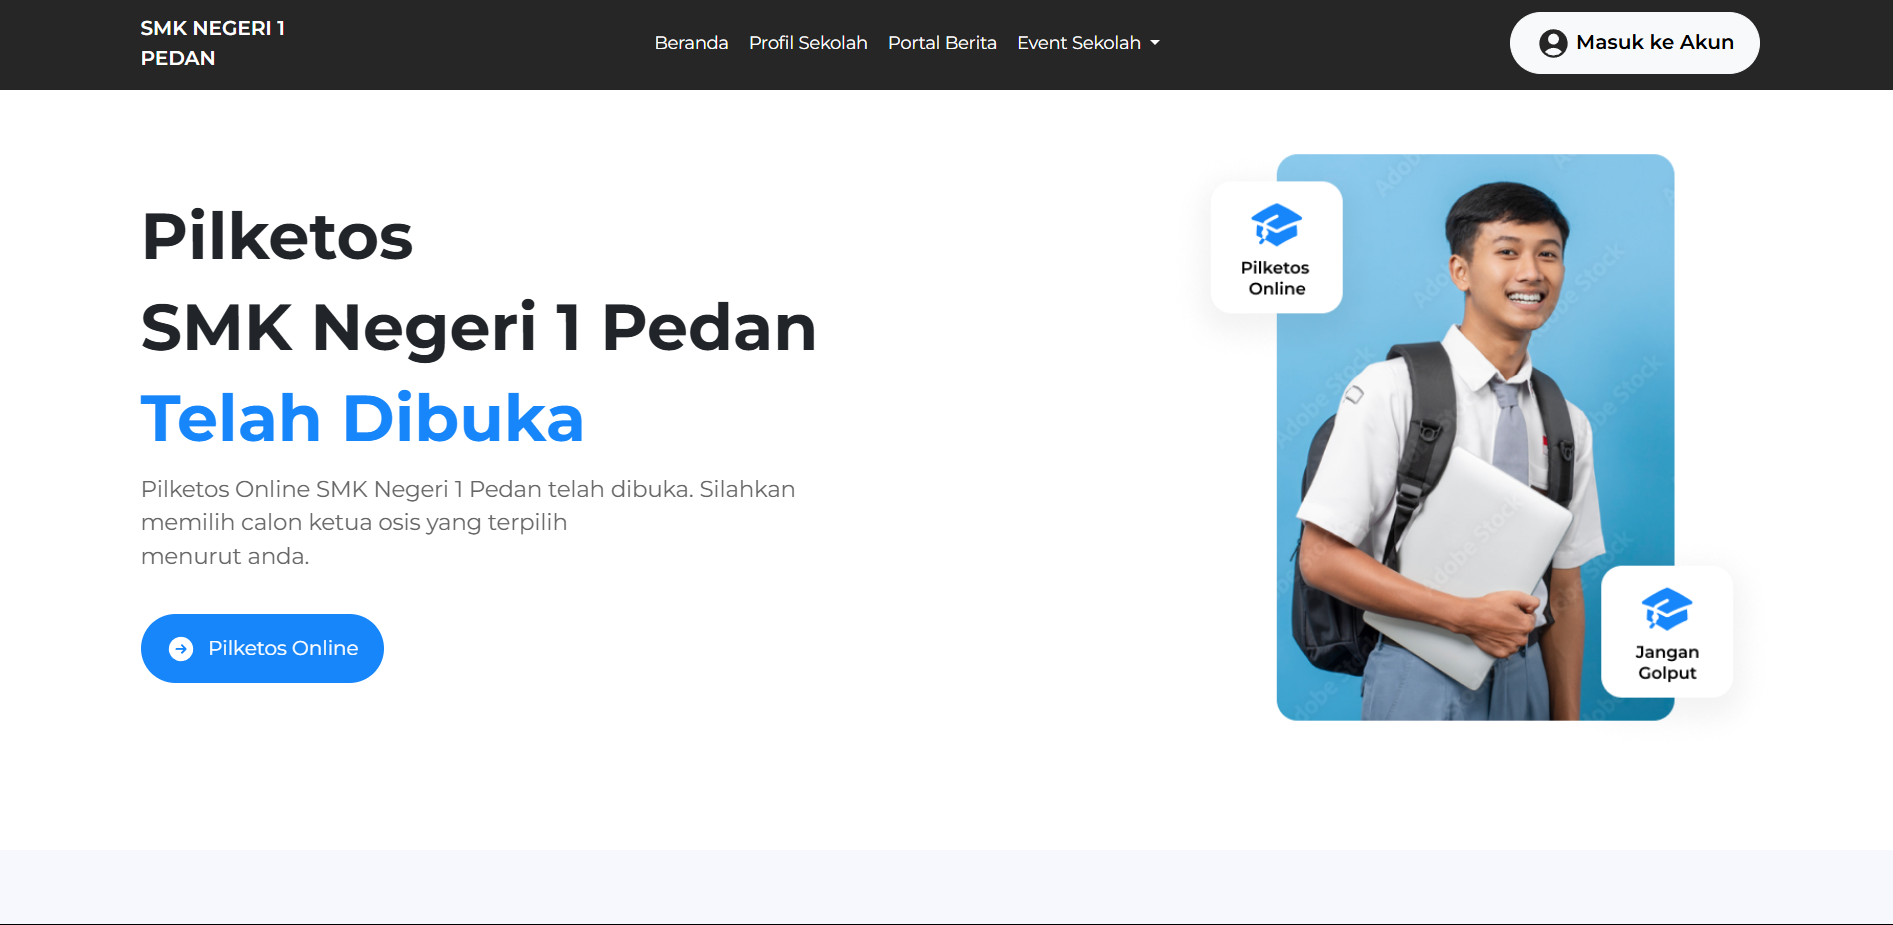 SMK NEGERI 1
PEDAN
Beranda
Profil Sekolah
Portal Berita
Event Sekolah
Masuk ke Akun
Pilketos
SMK Negeri 1 Pedan
Telah Dibuka
Pilketos Online SMK Negeri 1 Pedan telah dibuka. Silahkan
memilih calon ketua osis yang terpilih
menurut anda.
Pilketos Online
Pilketos
Online
Jangan
Golput
Adobe Stock